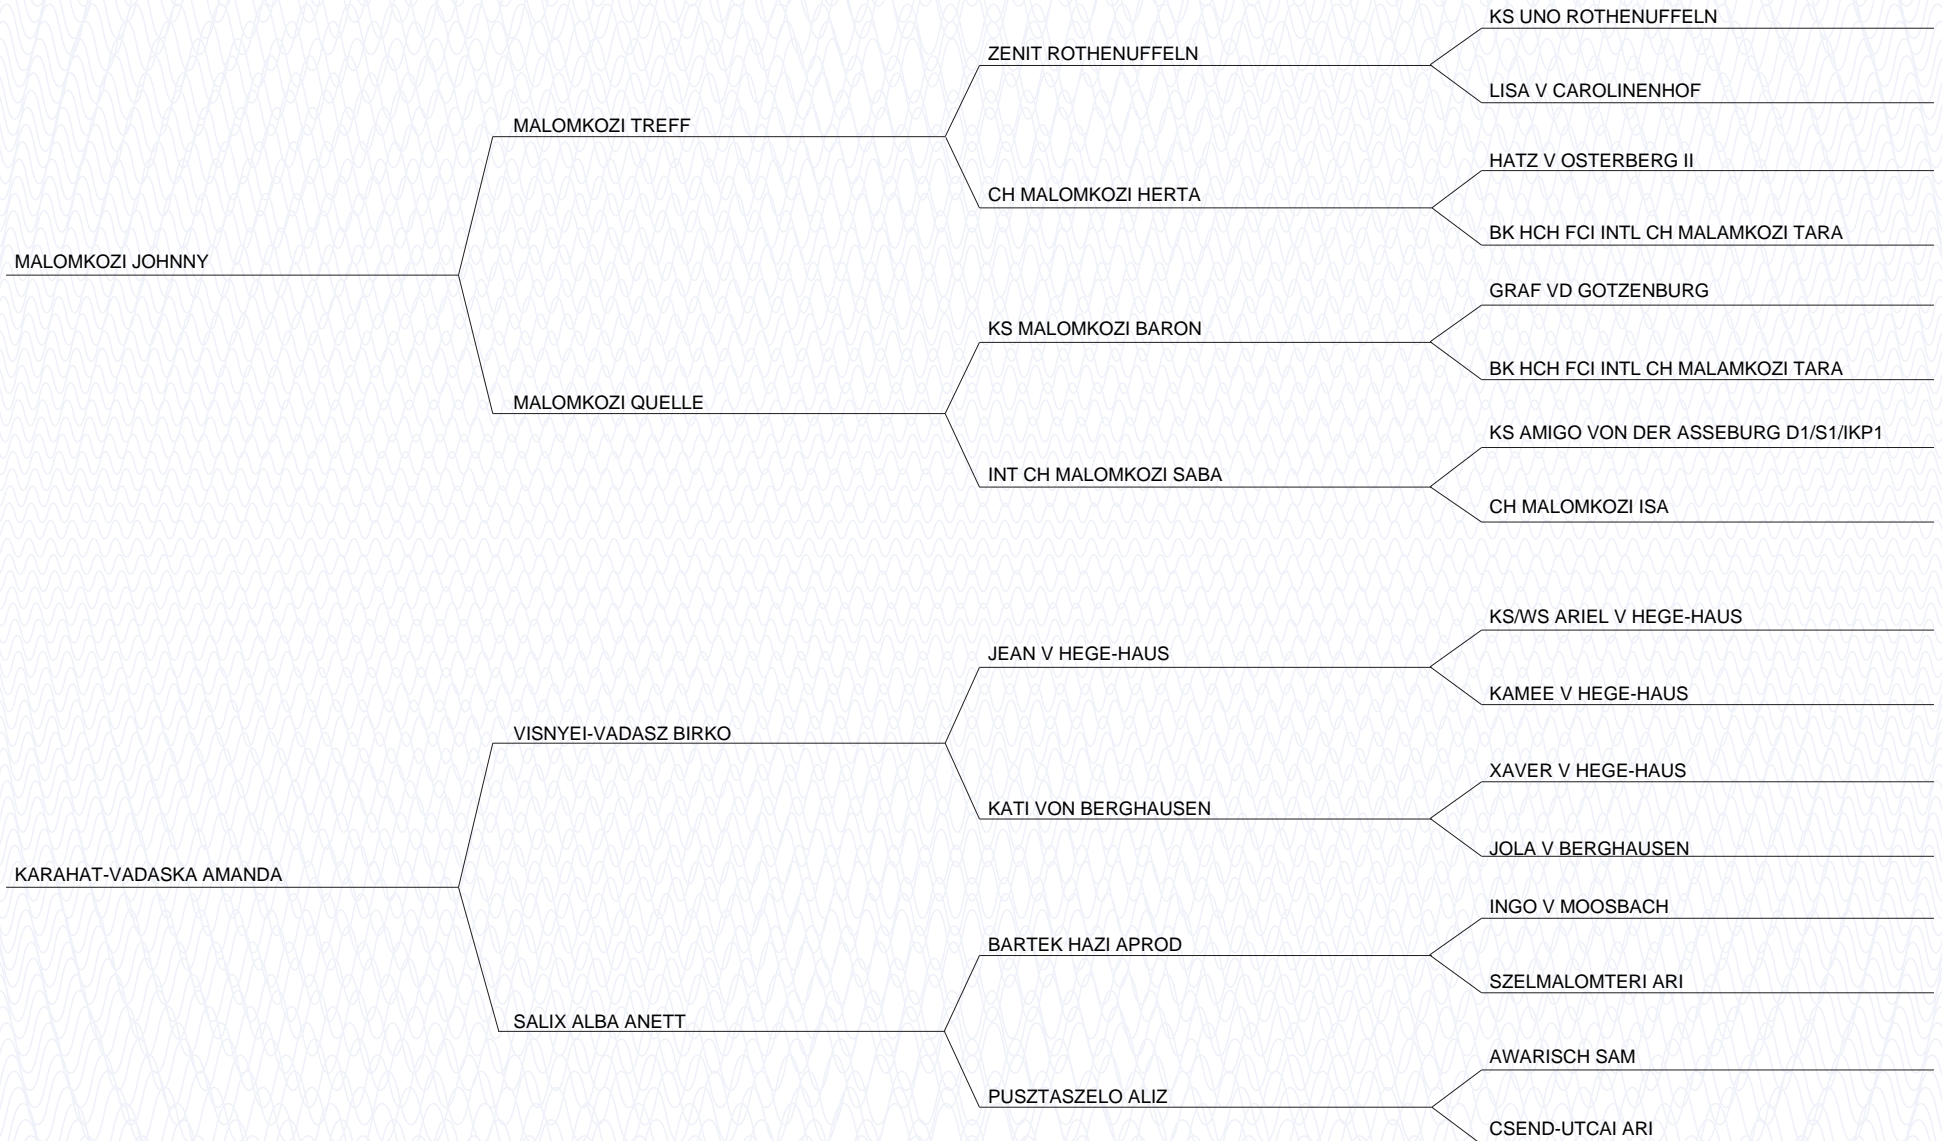 KS UNO ROTHENUFFELN
ZENIT ROTHENUFFELN
LISA V CAROLINENHOF
MALOMKOZI TREFF
HATZ V OSTERBERG II
CH MALOMKOZI HERTA
BK HCH FCI INTL CH MALAMKOZI TARA
MALOMKOZI JOHNNY
GRAF VD GOTZENBURG
KS MALOMKOZI BARON
BK HCH FCI INTL CH MALAMKOZI TARA
MALOMKOZI QUELLE
KS AMIGO VON DER ASSEBURG D1/S1/IKP1
INT CH MALOMKOZI SABA
CH MALOMKOZI ISA
KS/WS ARIEL V HEGE-HAUS
JEAN V HEGE-HAUS
KAMEE V HEGE-HAUS
VISNYEI-VADASZ BIRKO
XAVER V HEGE-HAUS
KATI VON BERGHAUSEN
JOLA V BERGHAUSEN
KARAHAT-VADASKA AMANDA
INGO V MOOSBACH
BARTEK HAZI APROD
SZELMALOMTERI ARI
SALIX ALBA ANETT
AWARISCH SAM
PUSZTASZELO ALIZ
CSEND-UTCAI ARI